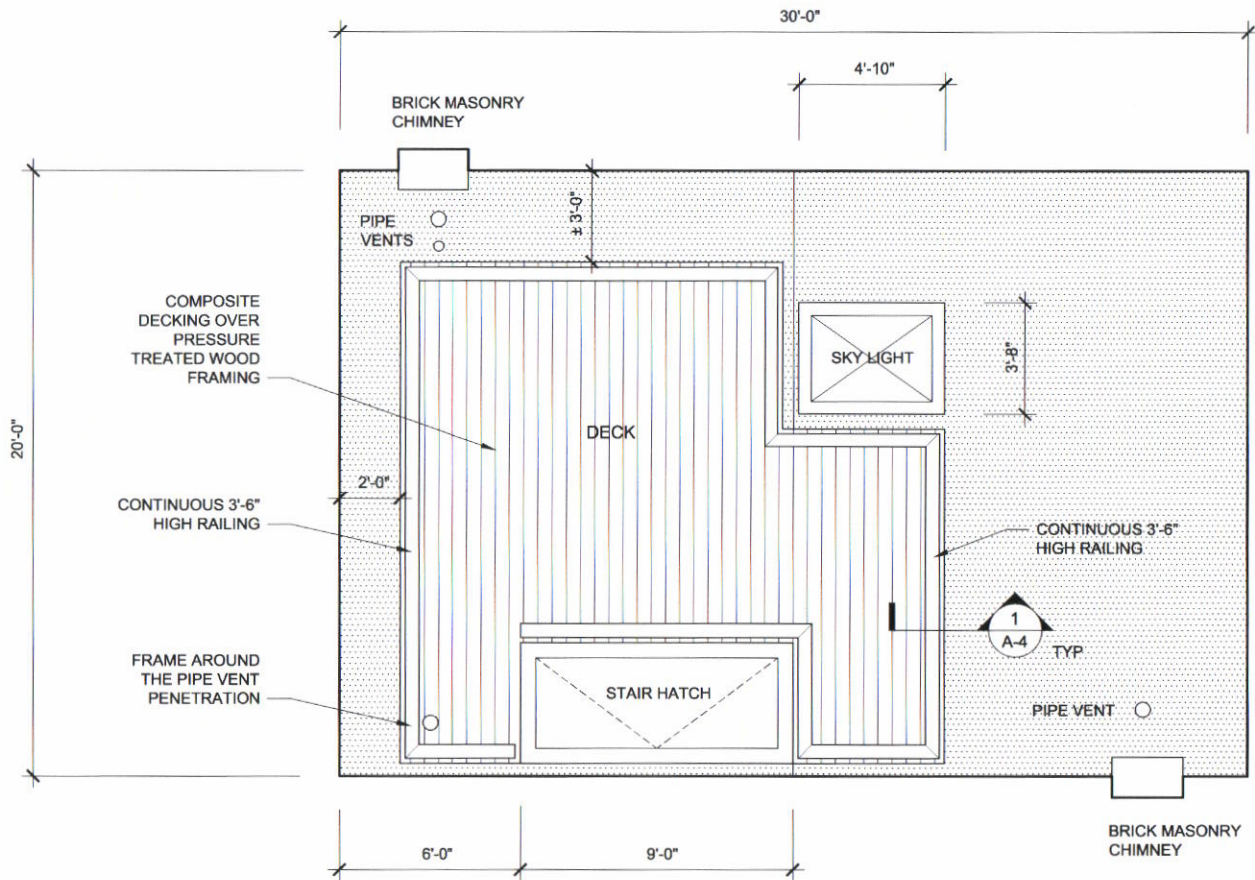 30'-0"
4'-10"
BRICK MASONRY
CHIMNEY
PIPE
VENTS
± 3'-0"
COMPOSITE
DECKING OVER
PRESSURE
TREATED WOOD
FRAMING
SKY LIGHT
3'-8"
DECK
20'-0"
2'-0"
CONTINUOUS 3'-6"
HIGH RAILING
CONTINUOUS 3'-6"
HIGH RAILING
1
A-4
TYP
FRAME AROUND
THE PIPE VENT
PENETRATION
STAIR HATCH
PIPE VENT
BRICK MASONRY
CHIMNEY
6'-0"
9'-0"